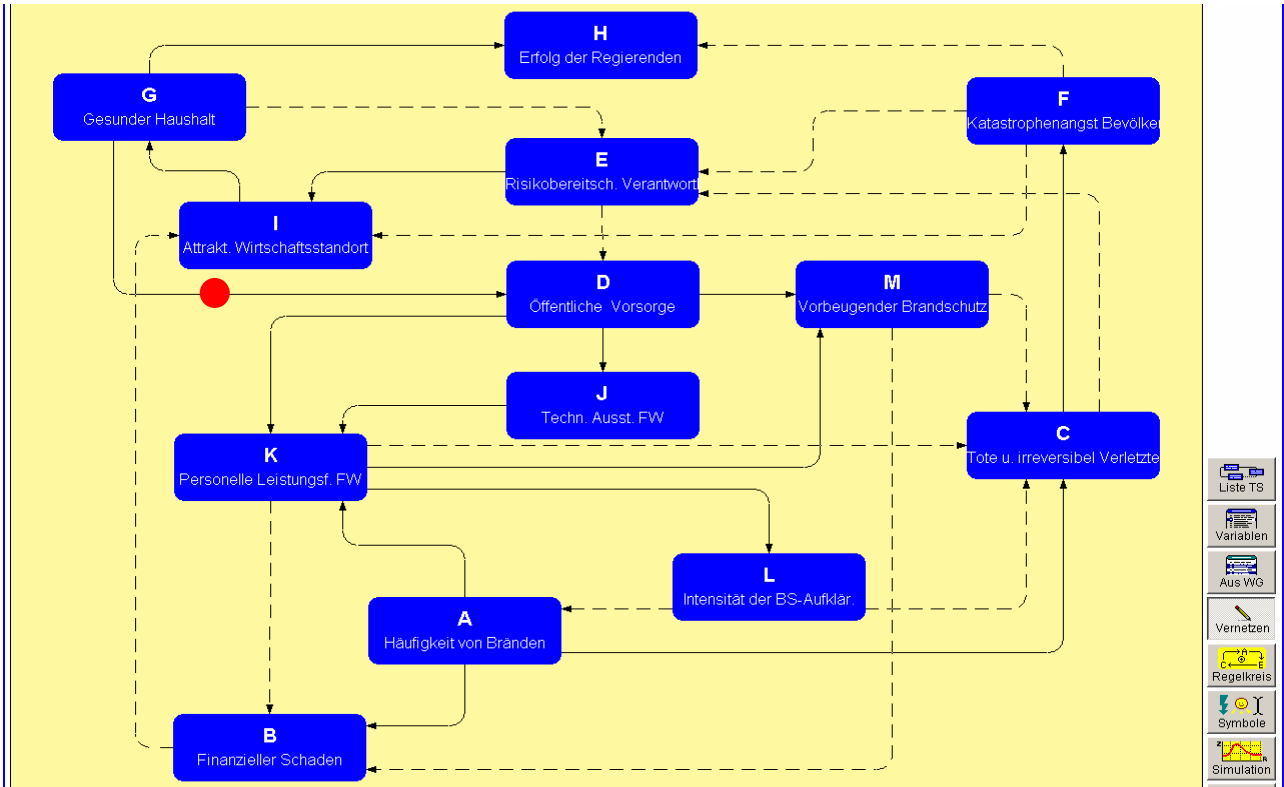 H
Erfolg der Regierenden
G
Gesunder Haushalt
F
Katastrophenangst Bevölker
E
Risikobereitsch. Verantwortl
I
Attrakt. Wirtschaftsstandort
D
Öffentliche Vorsorge
M
Vorbeugender Brandschutz
J
Techn. Ausst. FW
K
Personelle Leistungsf. FW
C
Tote u. irreversibel Verletzte
L
Intensität der BS-Aufklär.
A
Häufigkeit von Bränden
B
Finanzieller Schaden
Liste TS
Variablen
Aus WG
Vernetzen
A
C E
Regelkreis
Symbole
Z
R
Simulation